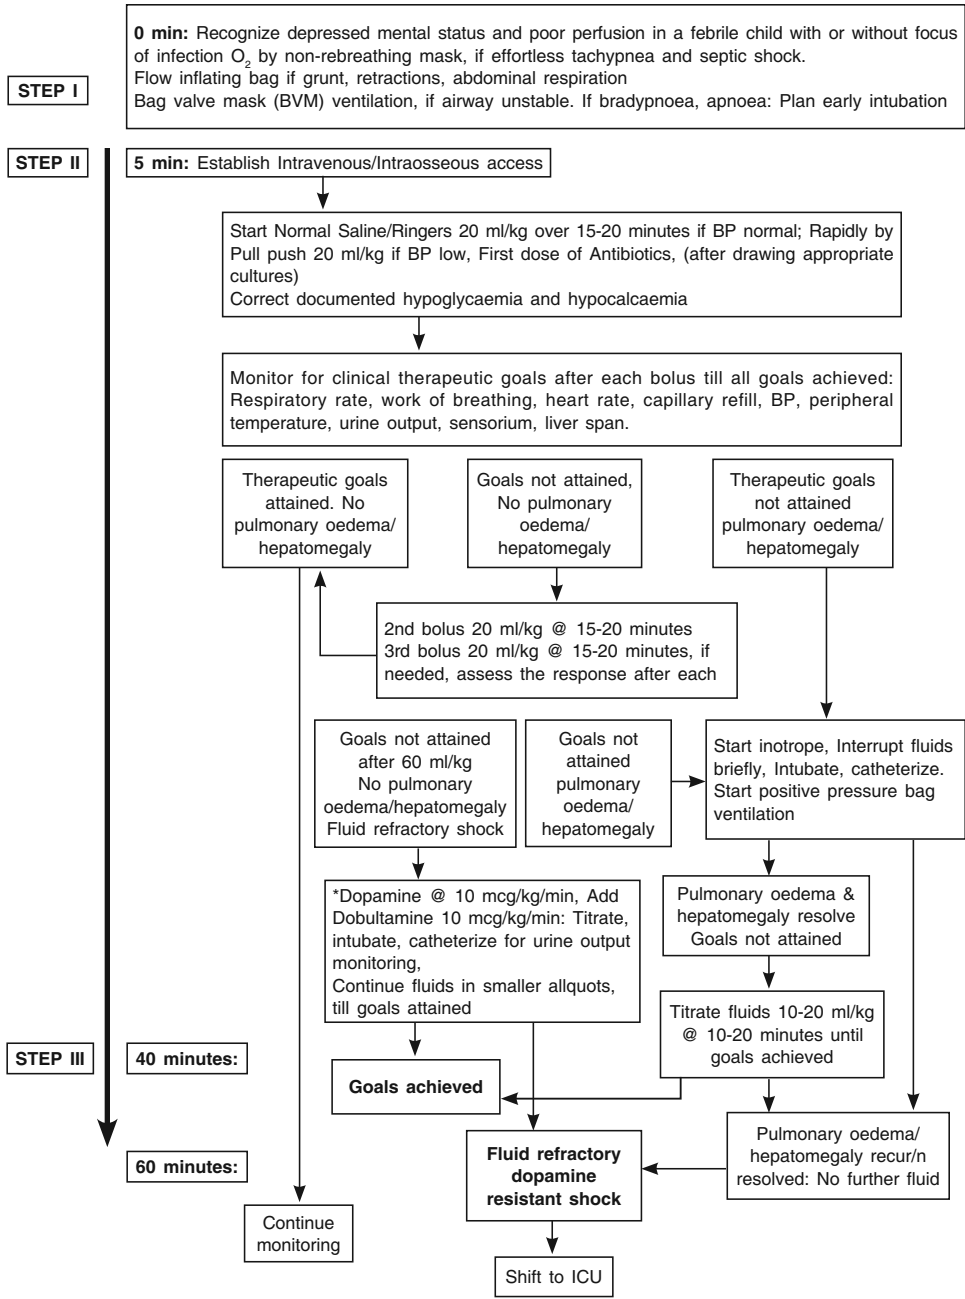 STEP I
0 min: Recognize depressed mental status and poor perfusion in a febrile child with or without focus
of infection O2 by non-rebreathing mask, if effortless tachypnea and septic shock.
Flow inflating bag if grunt, retractions, abdominal respiration
Bag valve mask (BVM) ventilation, if airway unstable. If bradypnoea, apnoea: Plan early intubation
STEP II
5 min: Establish Intravenous/Intraosseous access
Start Normal Saline/Ringers 20 ml/kg over 15-20 minutes if BP normal; Rapidly by
Pull push 20 ml/kg if BP low, First dose of Antibiotics, (after drawing appropriate
cultures)
Correct documented hypoglycaemia and hypocalcaemia
Monitor for clinical therapeutic goals after each bolus till all goals achieved:
Respiratory rate, work of breathing, heart rate, capillary refill, BP, peripheral
temperature, urine output, sensorium, liver span.
Therapeutic goals
attained. No
pulmonary oedema/
hepatomegaly
Goals not attained,
No pulmonary
oedema/
hepatomegaly
Therapeutic goals
not attained
pulmonary oedema/
hepatomegaly
2nd bolus 20 ml/kg @ 15-20 minutes
3rd bolus 20 ml/kg @ 15-20 minutes, if
needed, assess the response after each
Goals not attained
after 60 ml/kg
No pulmonary
oedema/hepatomegaly
Fluid refractory shock
Goals not
attained
pulmonary
oedema/
hepatomegaly
Start inotrope, Interrupt fluids
briefly, Intubate, catheterize.
Start positive pressure bag
ventilation
*Dopamine @ 10 mcg/kg/min, Add
Dobultamine 10 mcg/kg/min: Titrate,
intubate, catheterize for urine output
monitoring,
Continue fluids in smaller allquots,
till goals attained
Pulmonary oedema &
hepatomegaly resolve
Goals not attained
Titrate fluids 10-20 ml/kg
@ 10-20 minutes until
goals achieved
STEP III
40 minutes:
Goals achieved
60 minutes:
Fluid refractory
dopamine
resistant shock
Pulmonary oedema/
hepatomegaly recur/n
resolved: No further fluid
Continue
monitoring
Shift to ICU